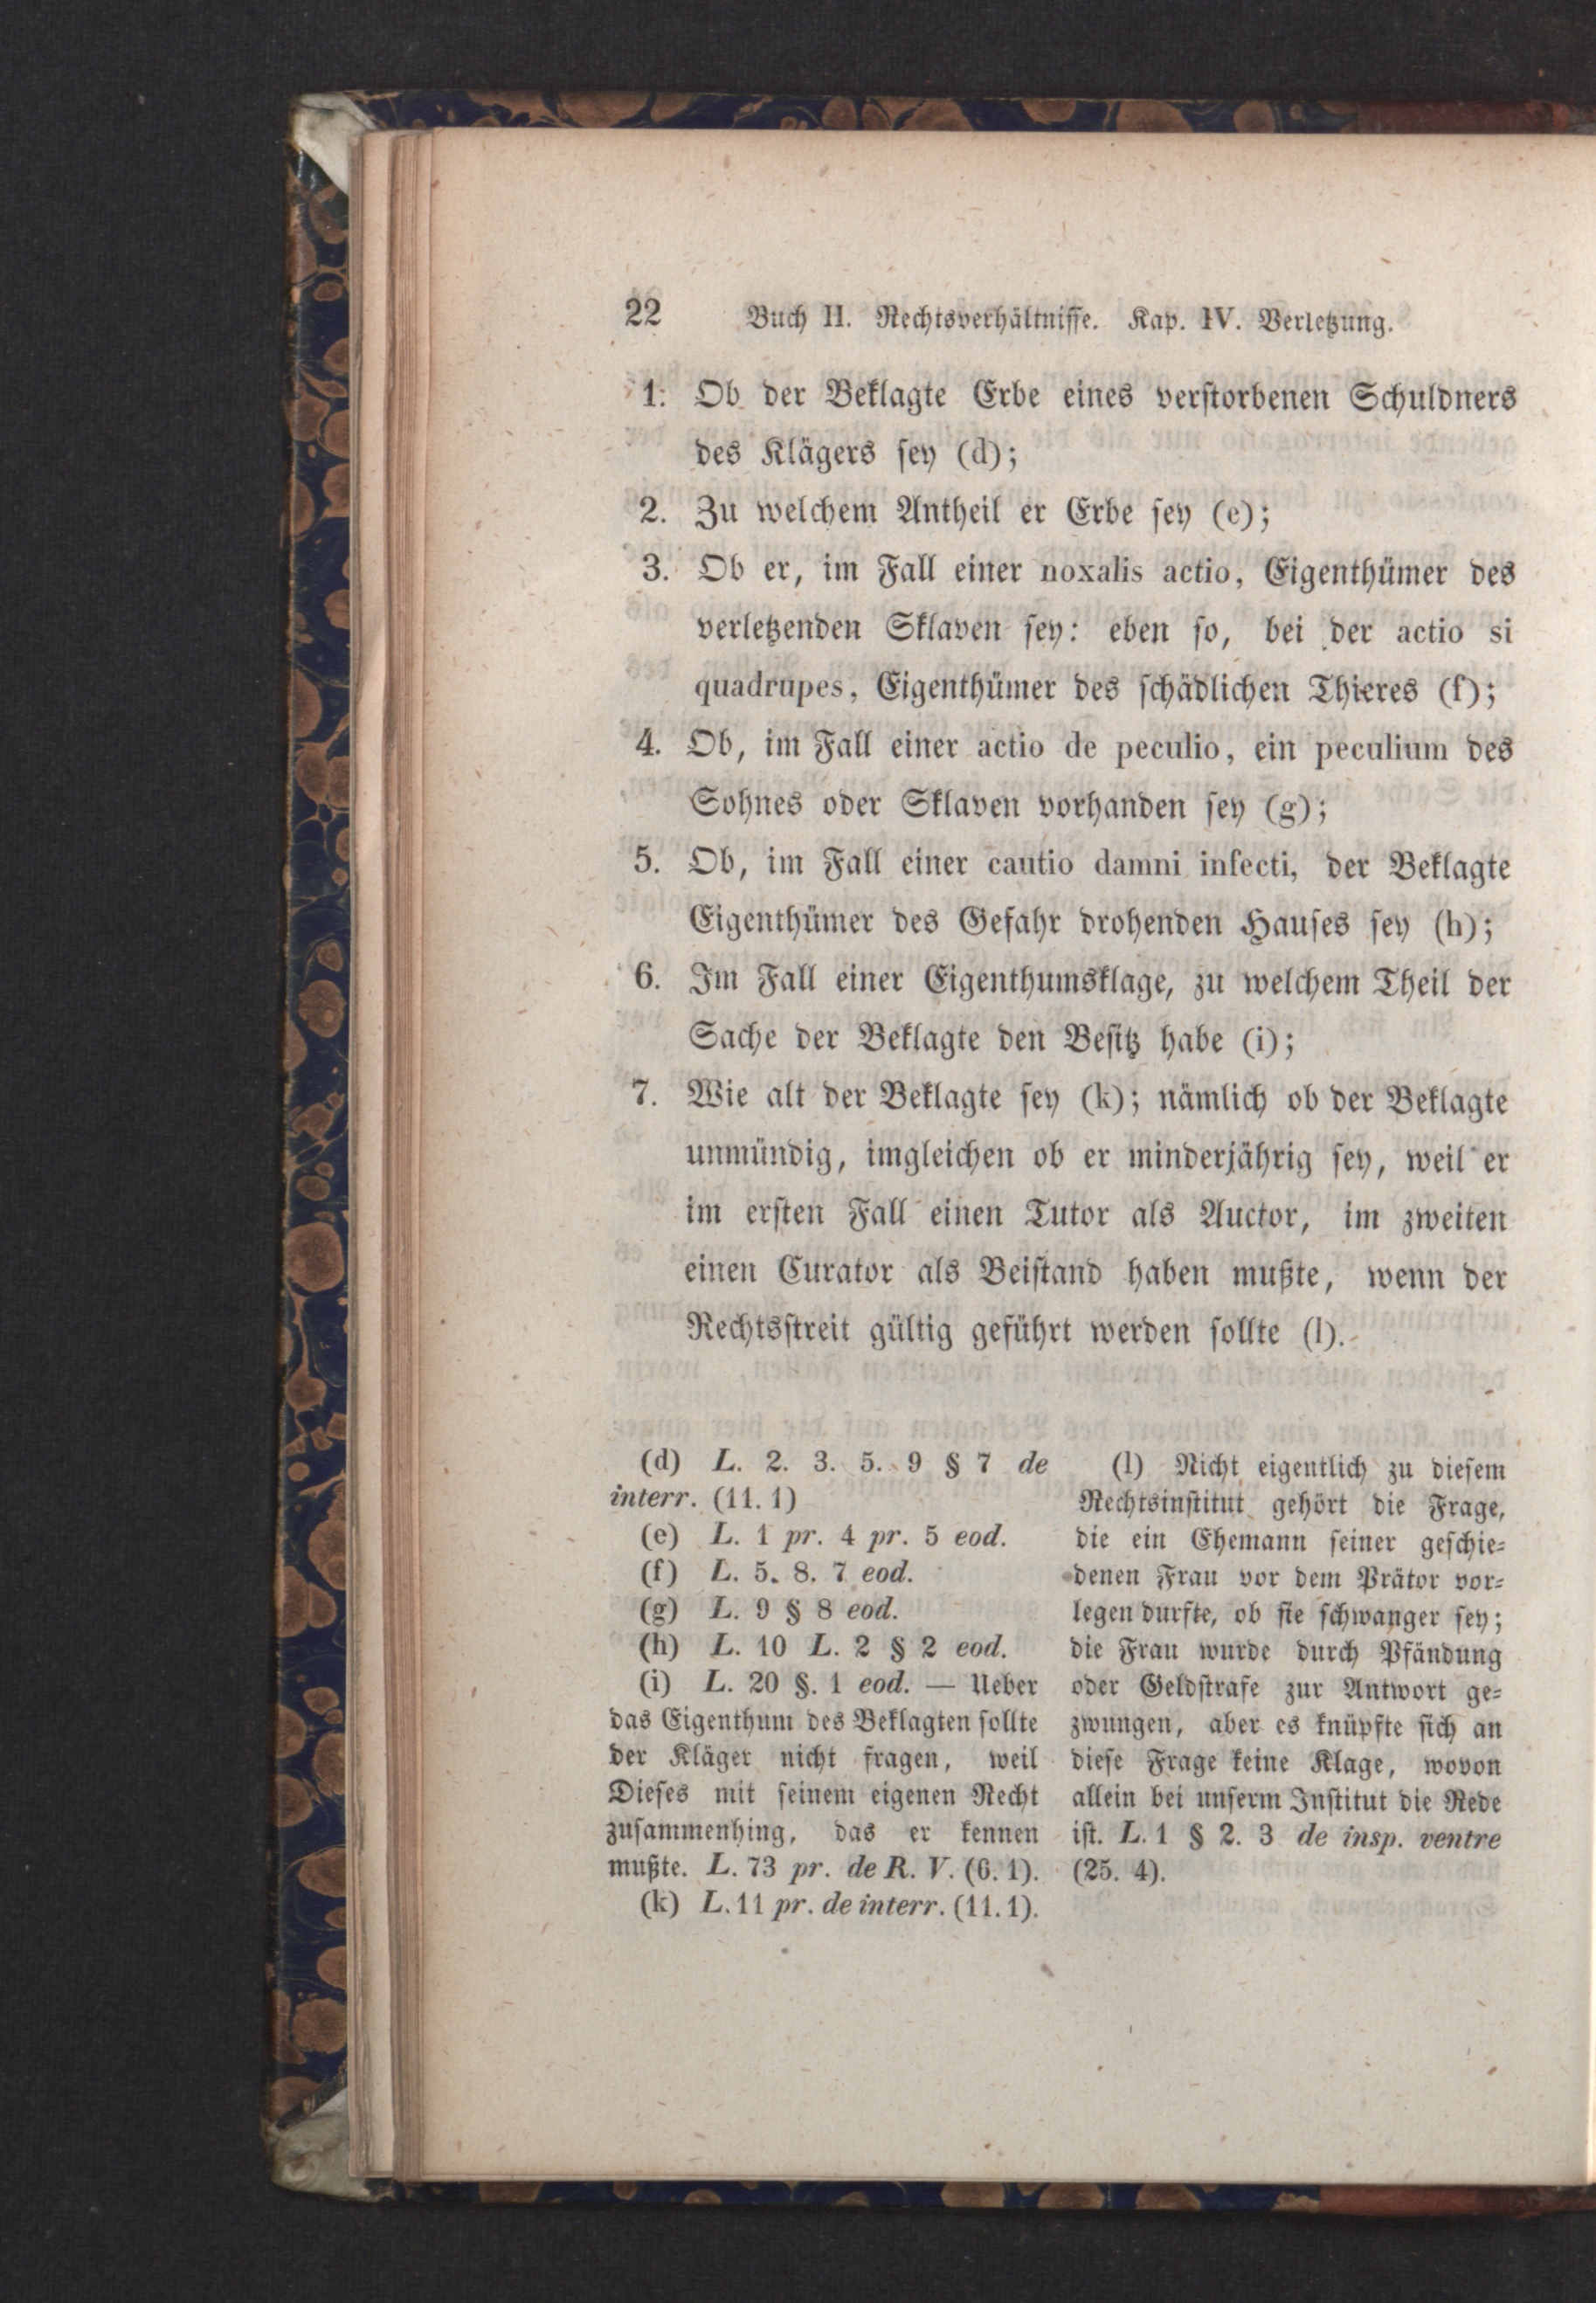 22 Buch II. Rechtsverhältnisse. Kap. IV. Verletzung.
1. Ob der Beklagte Erbe eines verstorbenen Schuldners
des Klägers sey (d);
2. Zu welchem Antheil er Erbe sey (e);
3. Ob er, im Fall einer noxalis actio, Eigenthümer des
verletzenden Sklaven sey: eben so, bei der actio si
quadrupes, Eigenthümer des schädlichen Thieres (f);
4. Ob, im Fall einer actio de peculio, ein peculium des
Sohnes oder Sklaven vorhanden sey (g);
5. Ob, im Fall einer cautio damni infecti, der Beklagte
Eigenthümer des Gefahr drohenden Hauses sey (h);
6. Im Fall einer Eigenthumsklage, zu welchem Theil der
Sache der Beklagte den Besitz habe (i);
7. Wie alt der Beklagte sey (k); nämlich ob der Beklagte
unmündig, imgleichen ob er minderjährig sey, weil er
im ersten Fall einen Tutor als Auctor, im zweiten
einen Curator als Beistand haben mußte, wenn der
Rechtsstreit gültig geführt werden sollte (l).
(d) L. 2. 3. 5. 9 § 7 de
interr. (11. 1)
(e) L. 1 pr. 4 pr. 5 eod.
(f) L. 5. 8. 7 eod.
(g) L. 9 § 8 eod.
(h) L. 10 L. 2 § 2 eod.
(i) L. 20 §. 1 eod. — Ueber
das Eigenthum des Beklagten sollte
der Kläger nicht fragen, weil
Dieses mit seinem eigenen Recht
zusammenhing, das er kennen
mußte. L. 73 pr. de R. V. (6. 1).
(k) L. 11 pr. de interr. (11. 1).
(l) Nicht eigentlich zu diesem
Rechtsinstitut gehört die Frage,
die ein Ehemann seiner geschie-
denen Frau vor dem Prätor vor-
legen durfte, ob sie schwanger sey;
die Frau wurde durch Pfändung
oder Geldstrafe zur Antwort ge-
zwungen, aber es knüpfte sich an
diese Frage keine Klage, wovon
allein bei unserm Institut die Rede
ist. L. 1 § 2. 3 de insp. ventre
(25. 4).